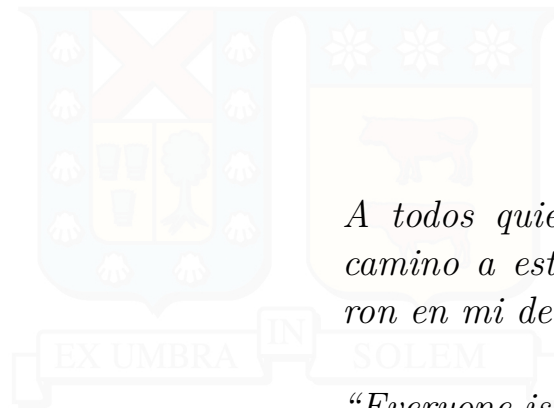 A todos quie
camino a est
ron en mi de
EX UMBRA IN SOLEM
“Everyone is